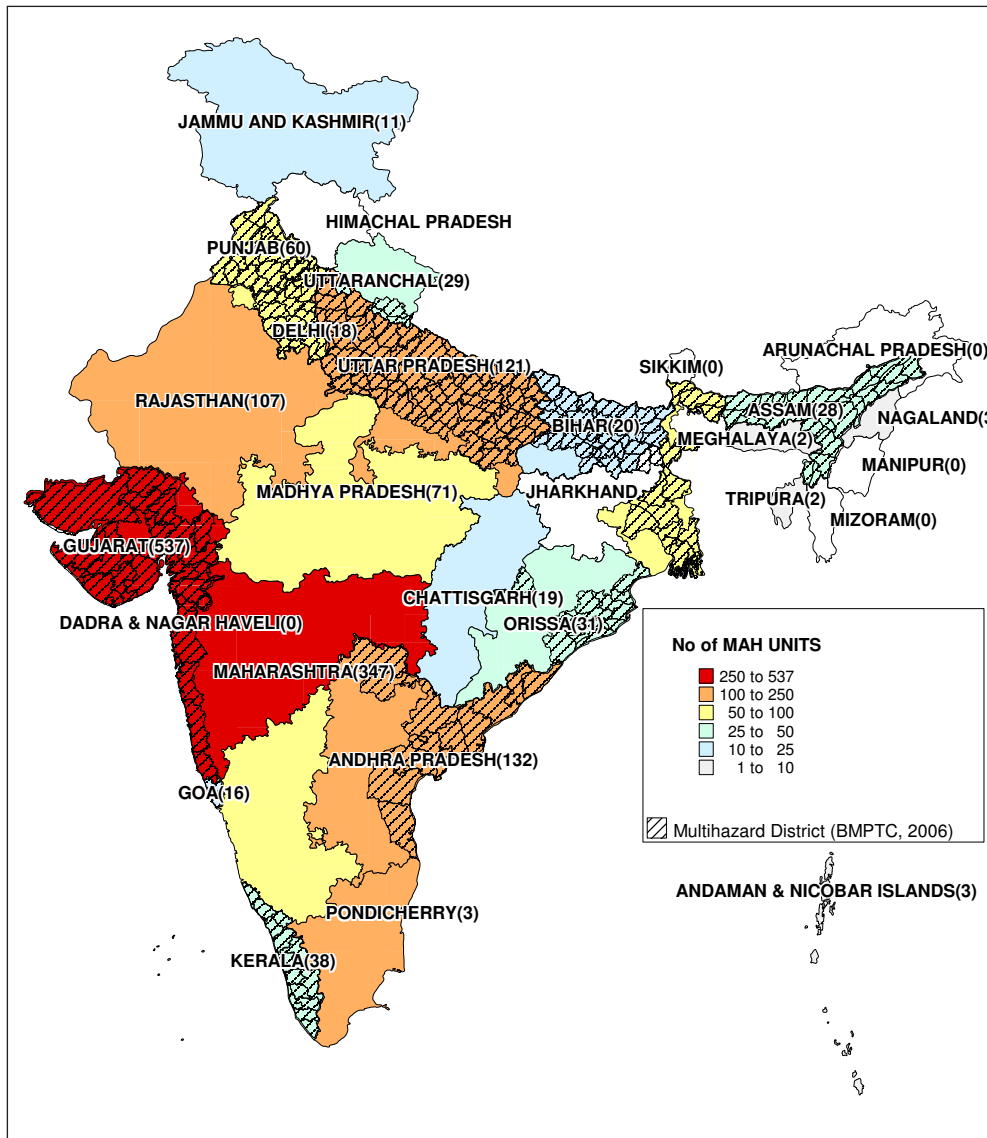 JAMMU AND KASHMIR(11)
HIMACHAL PRADESH
PUNJAB(60)
UTTARANCHAL(29)
DELHI(18)
UTTAR PRADESH(121)
SIKKIM(0)
ARUNACHAL PRADESH(0)
RAJASTHAN(107)
BIHAR(20)
ASSAM(28)
NAGALAND(3
MEGHALAYA(2)
MANIPUR(0)
MADHYA PRADESH(71)
JHARKHAND
TRIPURA(2)
MIZORAM(0)
GUJARAT(537)
CHATTISGARH(19)
DADRA & NAGAR HAVELI(0)
ORISSA(31)
MAHARASHTRA(347)
ANDHRA PRADESH(132)
GOA(16)
PONDICHERRY(3)
KERALA(38)
ANDAMAN & NICOBAR ISLANDS(3)
No of MAH UNITS
250 to 537
100 to 250
50 to 100
25 to 50
10 to 25
1 to 10
Multihazard District (BMPTC, 2006)